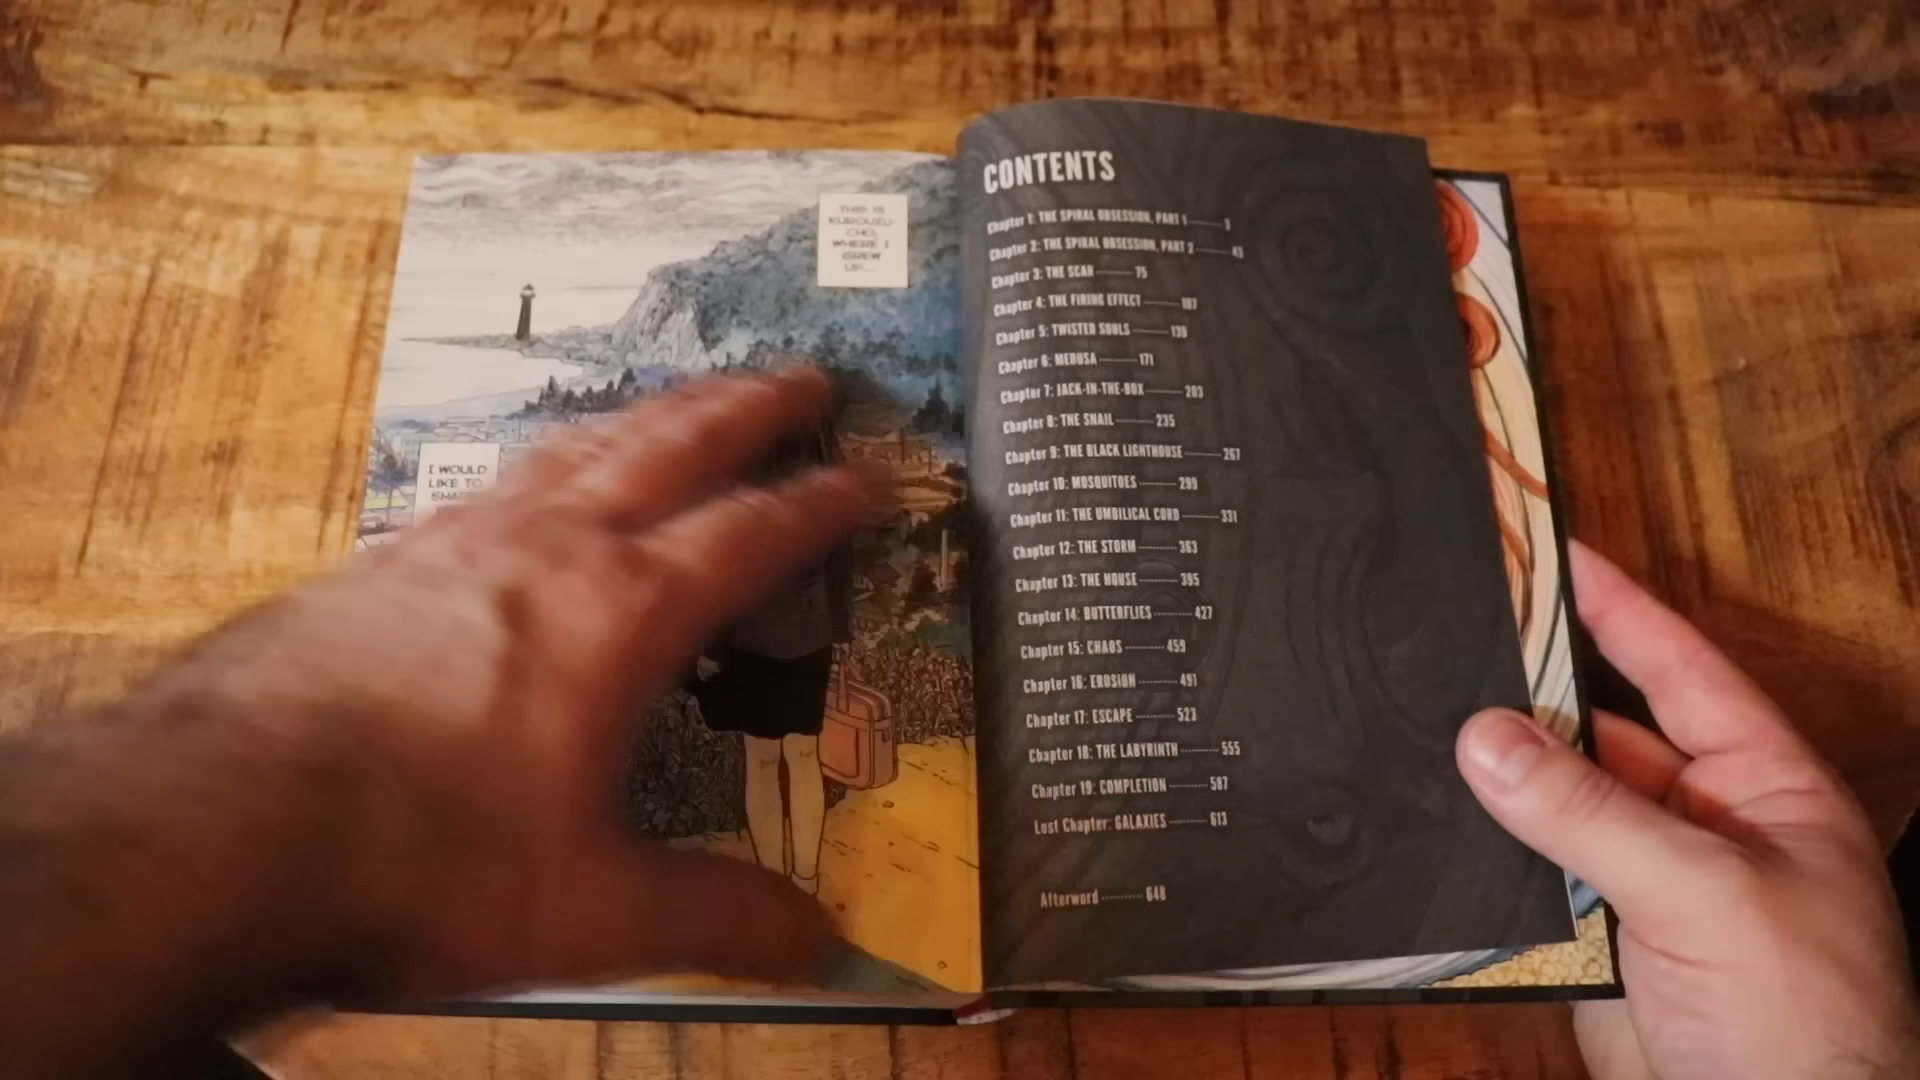 THIS IS
KUROUZU-
CHO,
WHERE I
GREW
UP...
I WOULD
LIKE TO
CONTENTS
Chapter 1: THE SPIRAL OBSESSION, PART 1 3
Chapter 2: THE SPIRAL OBSESSION, PART 2 43
Chapter 3: THE SCAR 75
Chapter 4: THE FIRING EFFECT 107
Chapter 5: TWISTED SOULS 139
Chapter 6: MEDUSA 171
Chapter 7: JACK-IN-THE-BOX 203
Chapter 8: THE SNAIL 235
Chapter 9: THE BLACK LIGHTHOUSE 267
Chapter 10: MOSQUITOES 299
Chapter 11: THE UMBILICAL CORD 331
Chapter 12: THE STORM 363
Chapter 13: THE HOUSE 395
Chapter 14: BUTTERFLIES 427
Chapter 15: CHAOS 459
Chapter 16: EROSION 491
Chapter 17: ESCAPE 523
Chapter 18: THE LABYRINTH 555
Chapter 19: COMPLETION 587
Lost Chapter: GALAXIES 613
Afterword 648